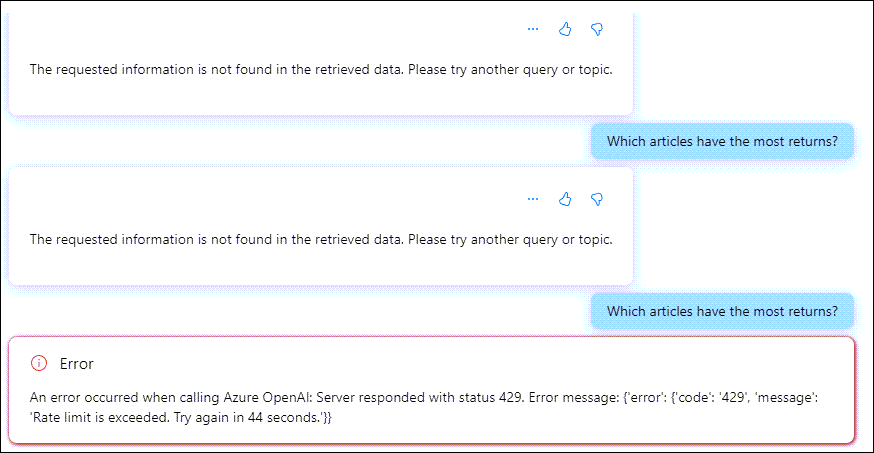 The requested information is not found in the retrieved data. Please try another query or topic.
Which articles have the most returns?
The requested information is not found in the retrieved data. Please try another query or topic.
Which articles have the most returns?
Error
An error occurred when calling Azure OpenAI: Server responded with status 429. Error message: {'error': {'code': '429', 'message':
'Rate limit is exceeded. Try again in 44 seconds.'}}